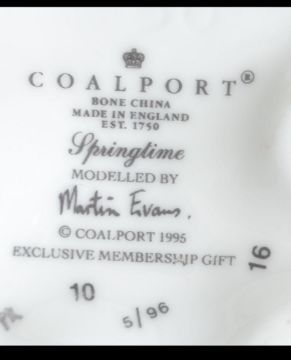 COALPORT®
BONE CHINA
MADE IN ENGLAND
EST. 1750
Springtime
MODELLED BY
Martin Evans.
© COALPORT 1995
EXCLUSIVE MEMBERSHIP GIFT
16
10
5/96